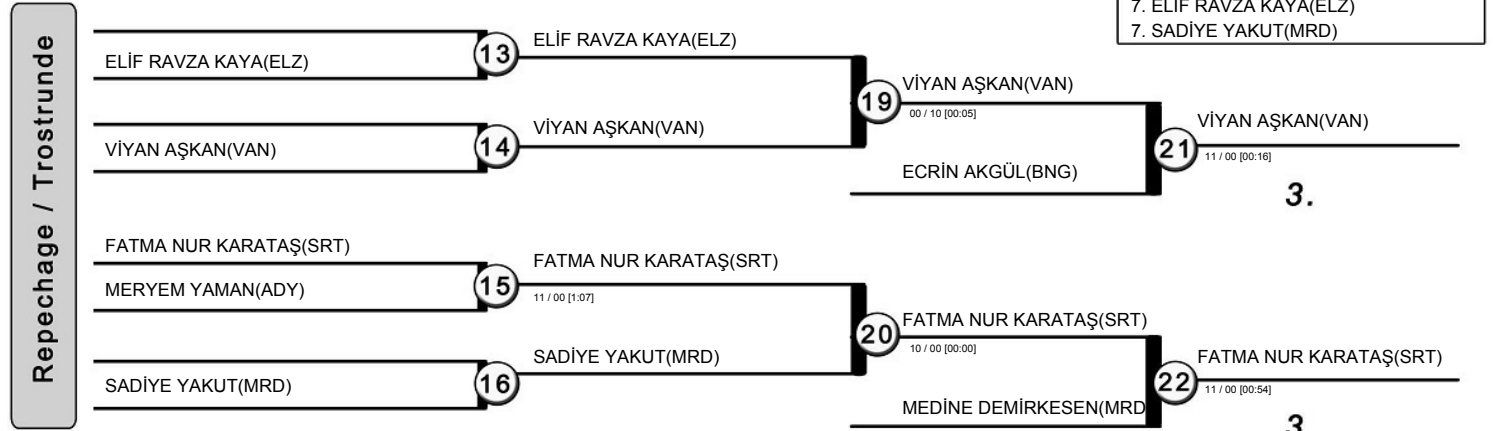 7. ELİF RAVZA KAYA(ELZ)
7. SADİYE YAKUT(MRD)
Repechage / Trostrunde
ELİF RAVZA KAYA(ELZ)
13
ELİF RAVZA KAYA(ELZ)
VİYAN AŞKAN(VAN)
14
VİYAN AŞKAN(VAN)
19
VİYAN AŞKAN(VAN)
00 / 10 [00:05]
ECRİN AKGÜL(BNG)
21
VİYAN AŞKAN(VAN)
11 / 00 [00:16]
3.
FATMA NUR KARATAŞ(SRT)
MERYEM YAMAN(ADY)
15
FATMA NUR KARATAŞ(SRT)
11 / 00 [1:07]
SADİYE YAKUT(MRD)
16
SADİYE YAKUT(MRD)
20
FATMA NUR KARATAŞ(SRT)
10 / 00 [00:00]
MEDİNE DEMİRKESEN(MRD
22
FATMA NUR KARATAŞ(SRT)
11 / 00 [00:54]
3